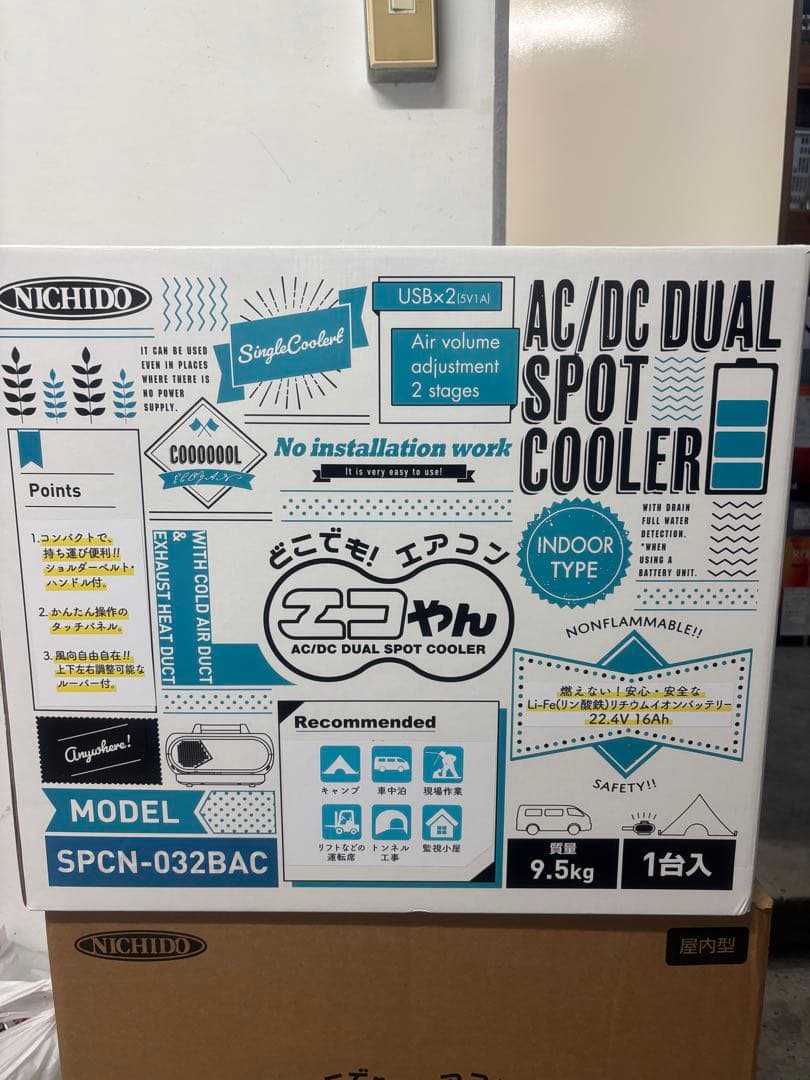 NICHIDO
IT CAN BE USED
EVEN IN PLACES
WHERE THERE IS
NO POWER
SUPPLY.
SingleCoolert
USB×2(5V1A)
Air volume
adjustment
2 stages
AC/DC DUAL
SPOT
COOLER
COOOOOOL
No installation work
It is very easy to use!
Points
1.コンパクトで、
持ち運び便利!!
ショルダーベルト・
ハンドル付。
2.かんたん操作の
タッチパネル。
3.風向自由自在!!
上下左右調整可能な
ルーバー付。
WITH COLD AIR DUCT
&
EXHAUST HEAT DUCT
どこでも! エアコン
エコやん
AC/DC DUAL SPOT COOLER
INDOOR
TYPE
WITH DRAIN
FULL WATER
DETECTION.
*WHEN
USING A
BATTERY UNIT.
NONFLAMMABLE!!
燃えない！安心・安全な
Li-Fe(リン酸鉄)リチウムイオンバッテリー
22.4V 16Ah
SAFETY!!
Anywhere!
MODEL
SPCN-032BAC
Recommended
キャンプ
車中泊
現場作業
リフトなどの
運転席
トンネル
工事
監視小屋
質量
9.5kg
1台入
NICHIDO
屋内型